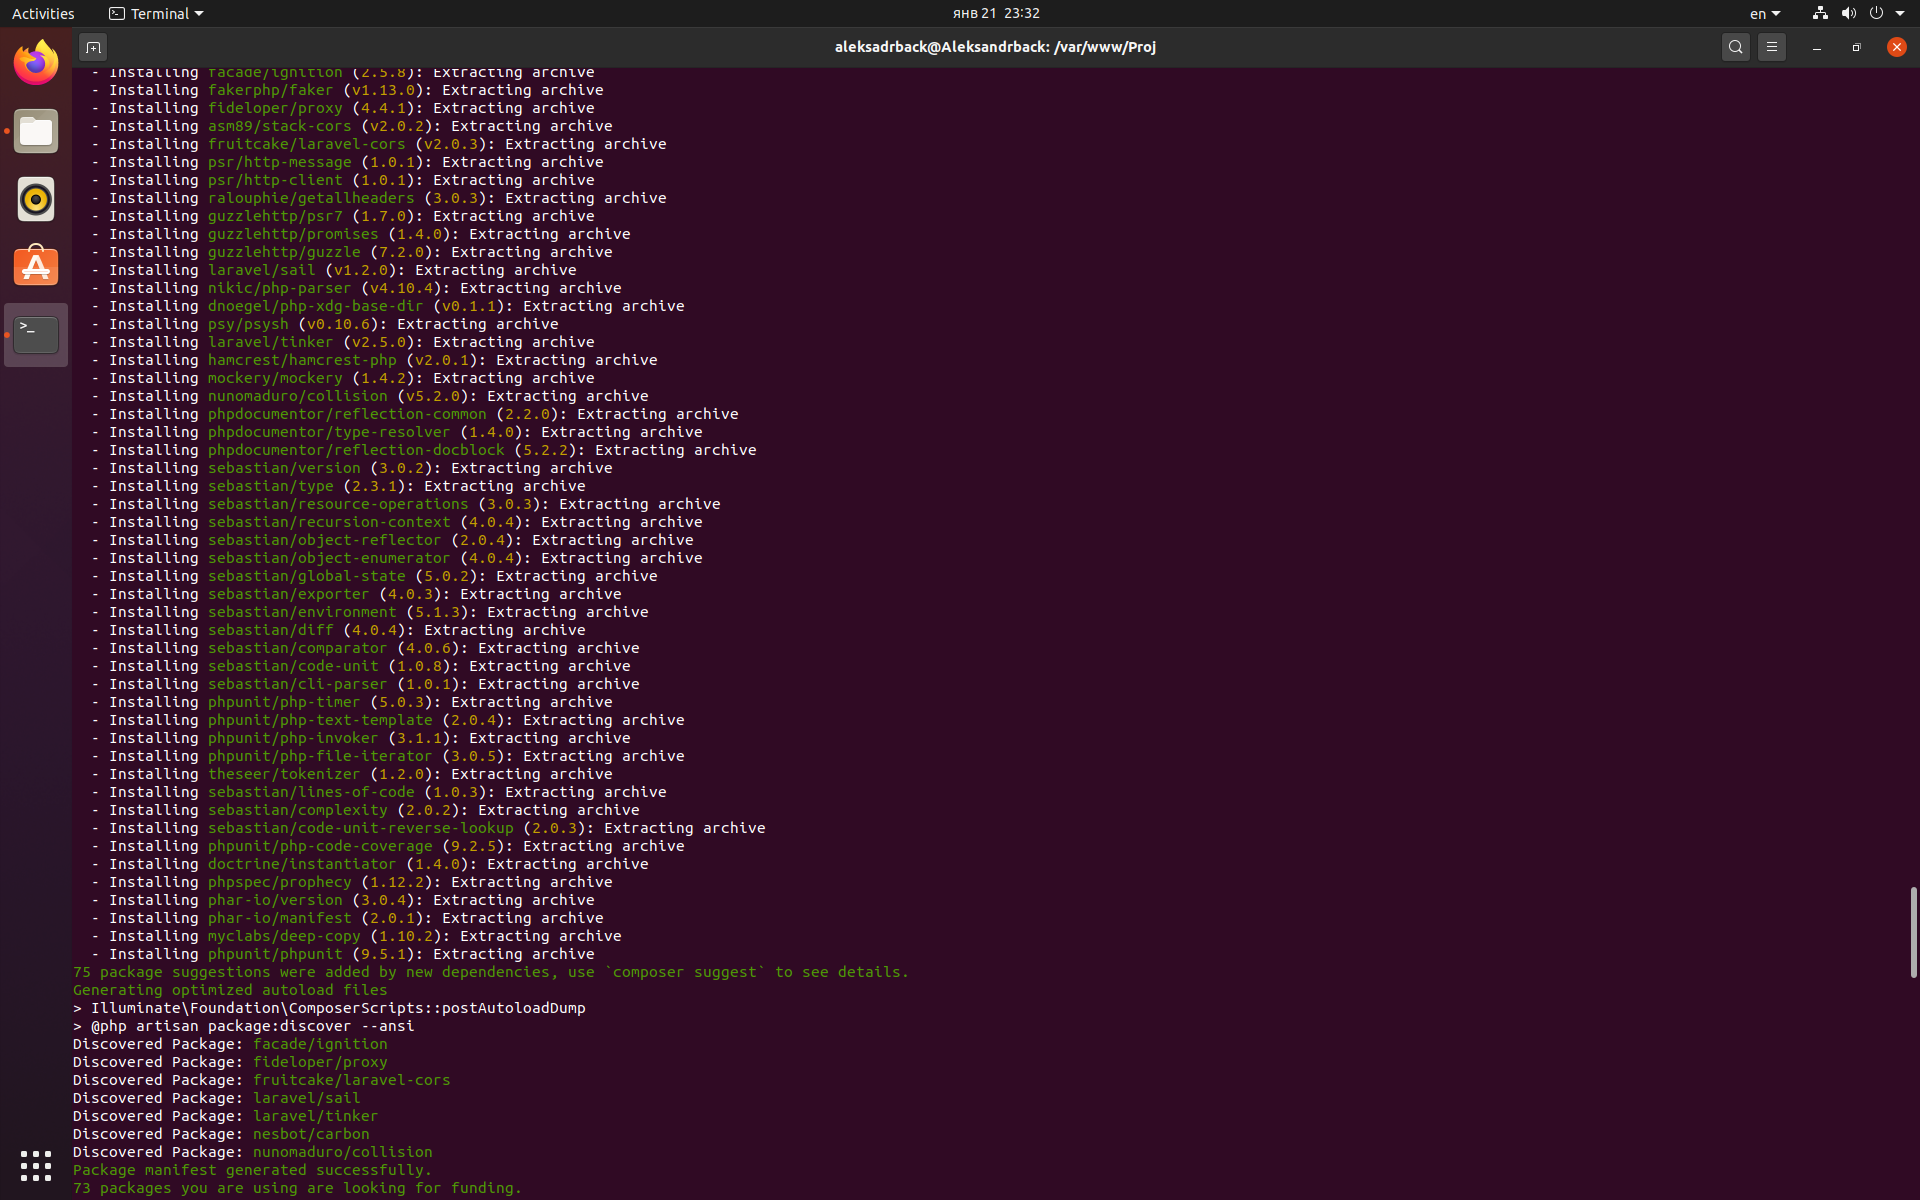 Activities Terminal янв 21 23:32 en
aleksadrback@Aleksandrback: /var/www/Proj
- Installing facade/ignition (2.5.8): Extracting archive
- Installing fakerphp/faker (v1.13.0): Extracting archive
- Installing fideloper/proxy (4.4.1): Extracting archive
- Installing asm89/stack-cors (v2.0.2): Extracting archive
- Installing fruitcake/laravel-cors (v2.0.3): Extracting archive
- Installing psr/http-message (1.0.1): Extracting archive
- Installing psr/http-client (1.0.1): Extracting archive
- Installing ralouphie/getallheaders (3.0.3): Extracting archive
- Installing guzzlehttp/psr7 (1.7.0): Extracting archive
- Installing guzzlehttp/promises (1.4.0): Extracting archive
- Installing guzzlehttp/guzzle (7.2.0): Extracting archive
- Installing laravel/sail (v1.2.0): Extracting archive
- Installing nikic/php-parser (v4.10.4): Extracting archive
- Installing dnoegel/php-xdg-base-dir (v0.1.1): Extracting archive
- Installing psy/psysh (v0.10.6): Extracting archive
- Installing laravel/tinker (v2.5.0): Extracting archive
- Installing hamcrest/hamcrest-php (v2.0.1): Extracting archive
- Installing mockery/mockery (1.4.2): Extracting archive
- Installing nunomaduro/collision (v5.2.0): Extracting archive
- Installing phpdocumentor/reflection-common (2.2.0): Extracting archive
- Installing phpdocumentor/type-resolver (1.4.0): Extracting archive
- Installing phpdocumentor/reflection-docblock (5.2.2): Extracting archive
- Installing sebastian/version (3.0.2): Extracting archive
- Installing sebastian/type (2.3.1): Extracting archive
- Installing sebastian/resource-operations (3.0.3): Extracting archive
- Installing sebastian/recursion-context (4.0.4): Extracting archive
- Installing sebastian/object-reflector (2.0.4): Extracting archive
- Installing sebastian/object-enumerator (4.0.4): Extracting archive
- Installing sebastian/global-state (5.0.2): Extracting archive
- Installing sebastian/exporter (4.0.3): Extracting archive
- Installing sebastian/environment (5.1.3): Extracting archive
- Installing sebastian/diff (4.0.4): Extracting archive
- Installing sebastian/comparator (4.0.6): Extracting archive
- Installing sebastian/code-unit (1.0.8): Extracting archive
- Installing sebastian/cli-parser (1.0.1): Extracting archive
- Installing phpunit/php-timer (5.0.3): Extracting archive
- Installing phpunit/php-text-template (2.0.4): Extracting archive
- Installing phpunit/php-invoker (3.1.1): Extracting archive
- Installing phpunit/php-file-iterator (3.0.5): Extracting archive
- Installing theseer/tokenizer (1.2.0): Extracting archive
- Installing sebastian/lines-of-code (1.0.3): Extracting archive
- Installing sebastian/complexity (2.0.2): Extracting archive
- Installing sebastian/code-unit-reverse-lookup (2.0.3): Extracting archive
- Installing phpunit/php-code-coverage (9.2.5): Extracting archive
- Installing doctrine/instantiator (1.4.0): Extracting archive
- Installing phpspec/prophecy (1.12.2): Extracting archive
- Installing phar-io/version (3.0.4): Extracting archive
- Installing phar-io/manifest (2.0.1): Extracting archive
- Installing myclabs/deep-copy (1.10.2): Extracting archive
- Installing phpunit/phpunit (9.5.1): Extracting archive
75 package suggestions were added by new dependencies, use `composer suggest` to see details.
Generating optimized autoload files
> Illuminate\Foundation\ComposerScripts::postAutoloadDump
> @php artisan package:discover --ansi
Discovered Package: facade/ignition
Discovered Package: fideloper/proxy
Discovered Package: fruitcake/laravel-cors
Discovered Package: laravel/sail
Discovered Package: laravel/tinker
Discovered Package: nesbot/carbon
Discovered Package: nunomaduro/collision
Package manifest generated successfully.
73 packages you are using are looking for funding.